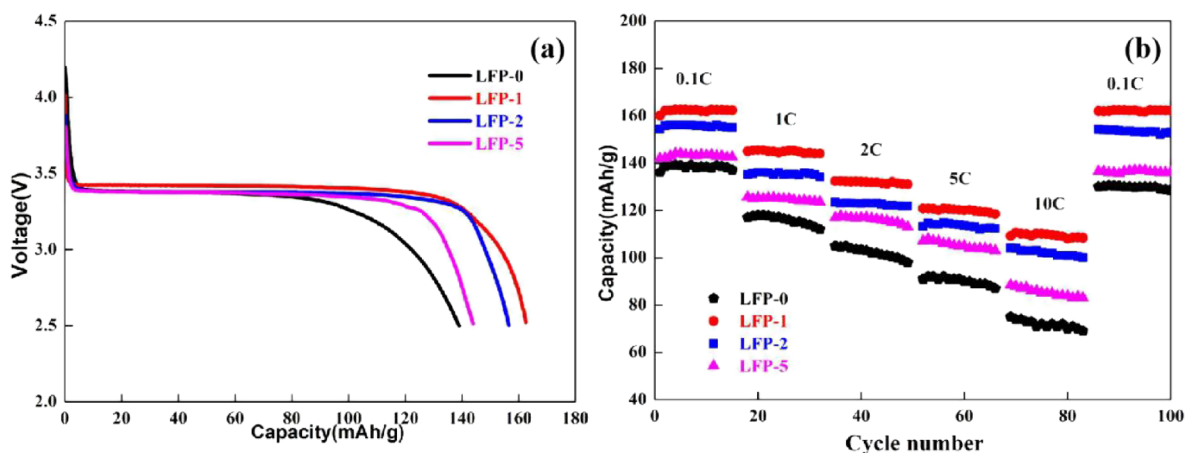 (a)
LFP-0
LFP-1
LFP-2
LFP-5
4.5
4.0
3.5
3.0
2.5
2.0
Voltage(V)
0 20 40 60 80 100 120 140 160 180
Capacity(mAh/g)
(b)
0.1C
1C
2C
5C
10C
0.1C
LFP-0
LFP-1
LFP-2
LFP-5
200
180
160
140
120
100
80
60
40
Capacity(mAh/g)
0 20 40 60 80 100
Cycle number